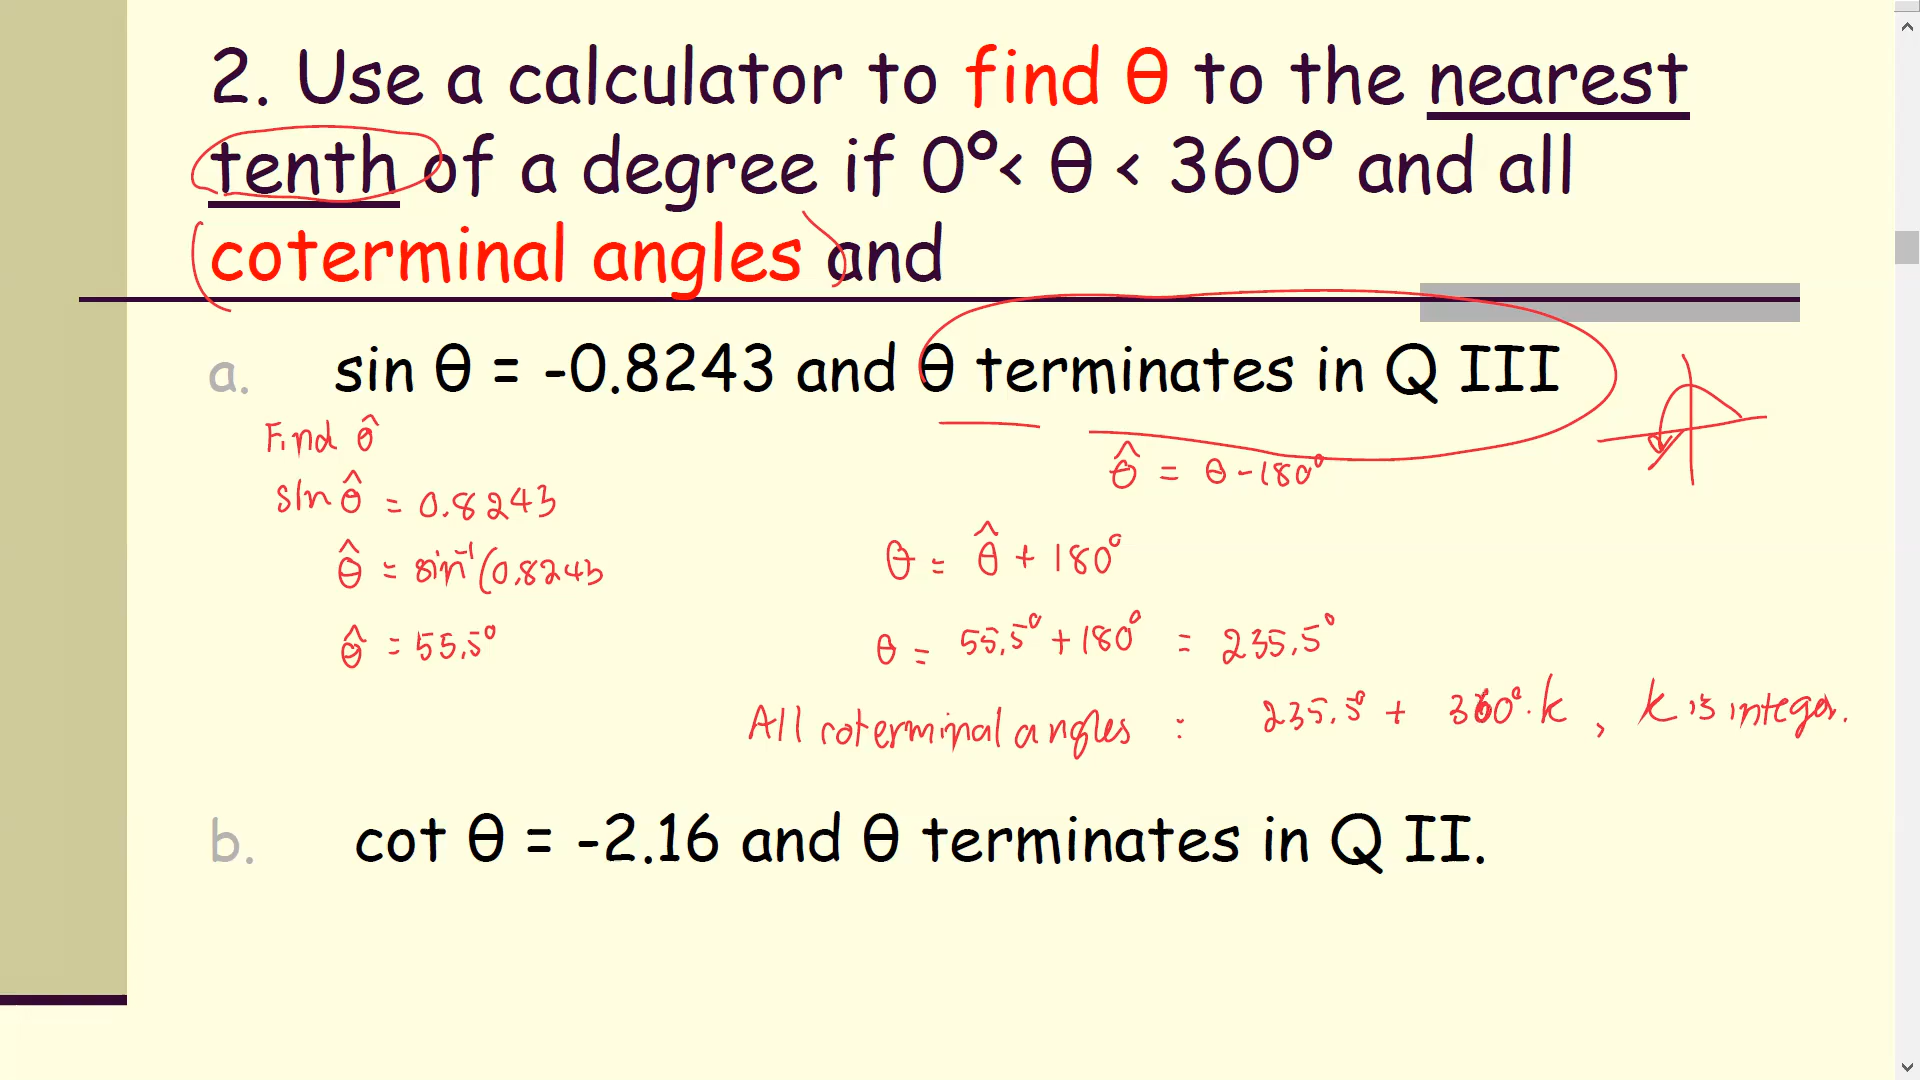 2. Use a calculator to find θ to the nearest
tenth of a degree if 0º< θ < 360º and all
coterminal angles and
a. sin θ = -0.8243 and θ terminates in Q III
Find θ̂
θ̂ = θ - 180°
sin θ̂ = 0.8243
θ = θ̂ + 180°
θ̂ = sin⁻¹(0.8243
θ̂ = 55.5°
θ = 55.5° + 180° = 235.5°
All coterminal angles : 235.5° + 360°·k , k is integer.
b. cot θ = -2.16 and θ terminates in Q II.